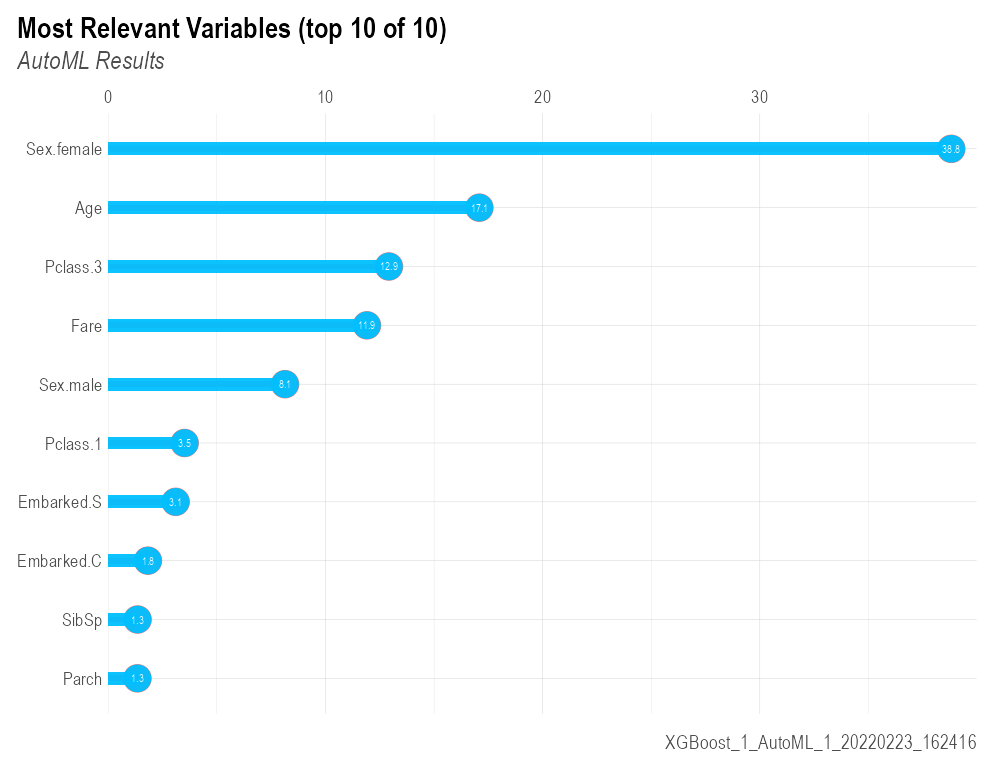 Most Relevant Variables (top 10 of 10)
AutoML Results
0 10 20 30
Sex.female 38.8
Age 17.1
Pclass.3 12.9
Fare 11.9
Sex.male 8.1
Pclass.1 3.5
Embarked.S 3.1
Embarked.C 1.8
SibSp 1.3
Parch 1.3
XGBoost_1_AutoML_1_20220223_162416